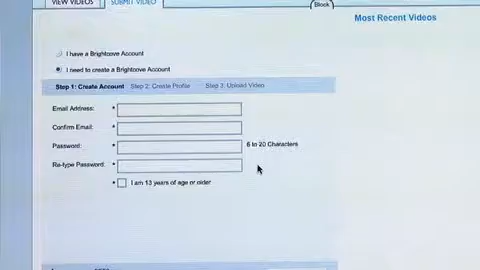 VIEW VIDEOS SUBMIT VIDEO
Block
Most Recent Videos
I have a Brightcove Account
I need to create a Brightcove Account
Step 1: Create Account Step 2: Create Profile Step 3: Upload Video
Email Address: *
Confirm Email: *
Password: * 6 to 20 Characters
Re-type Password: *
* I am 13 years of age or older